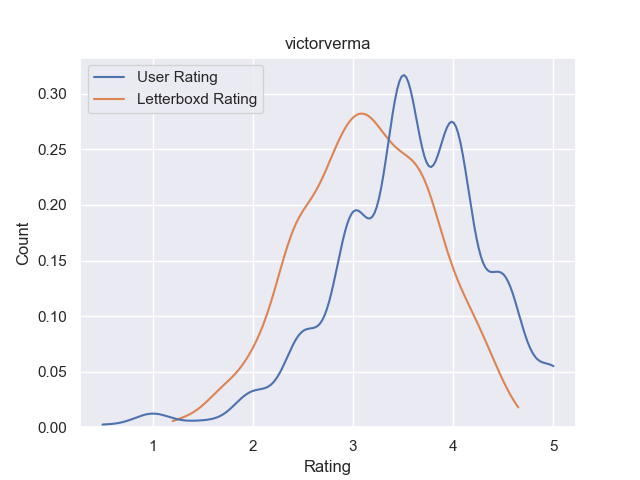 victorverma
User Rating
Letterboxd Rating
0.30
0.25
0.20
0.15
0.10
0.05
0.00
Count
1 2 3 4 5
Rating